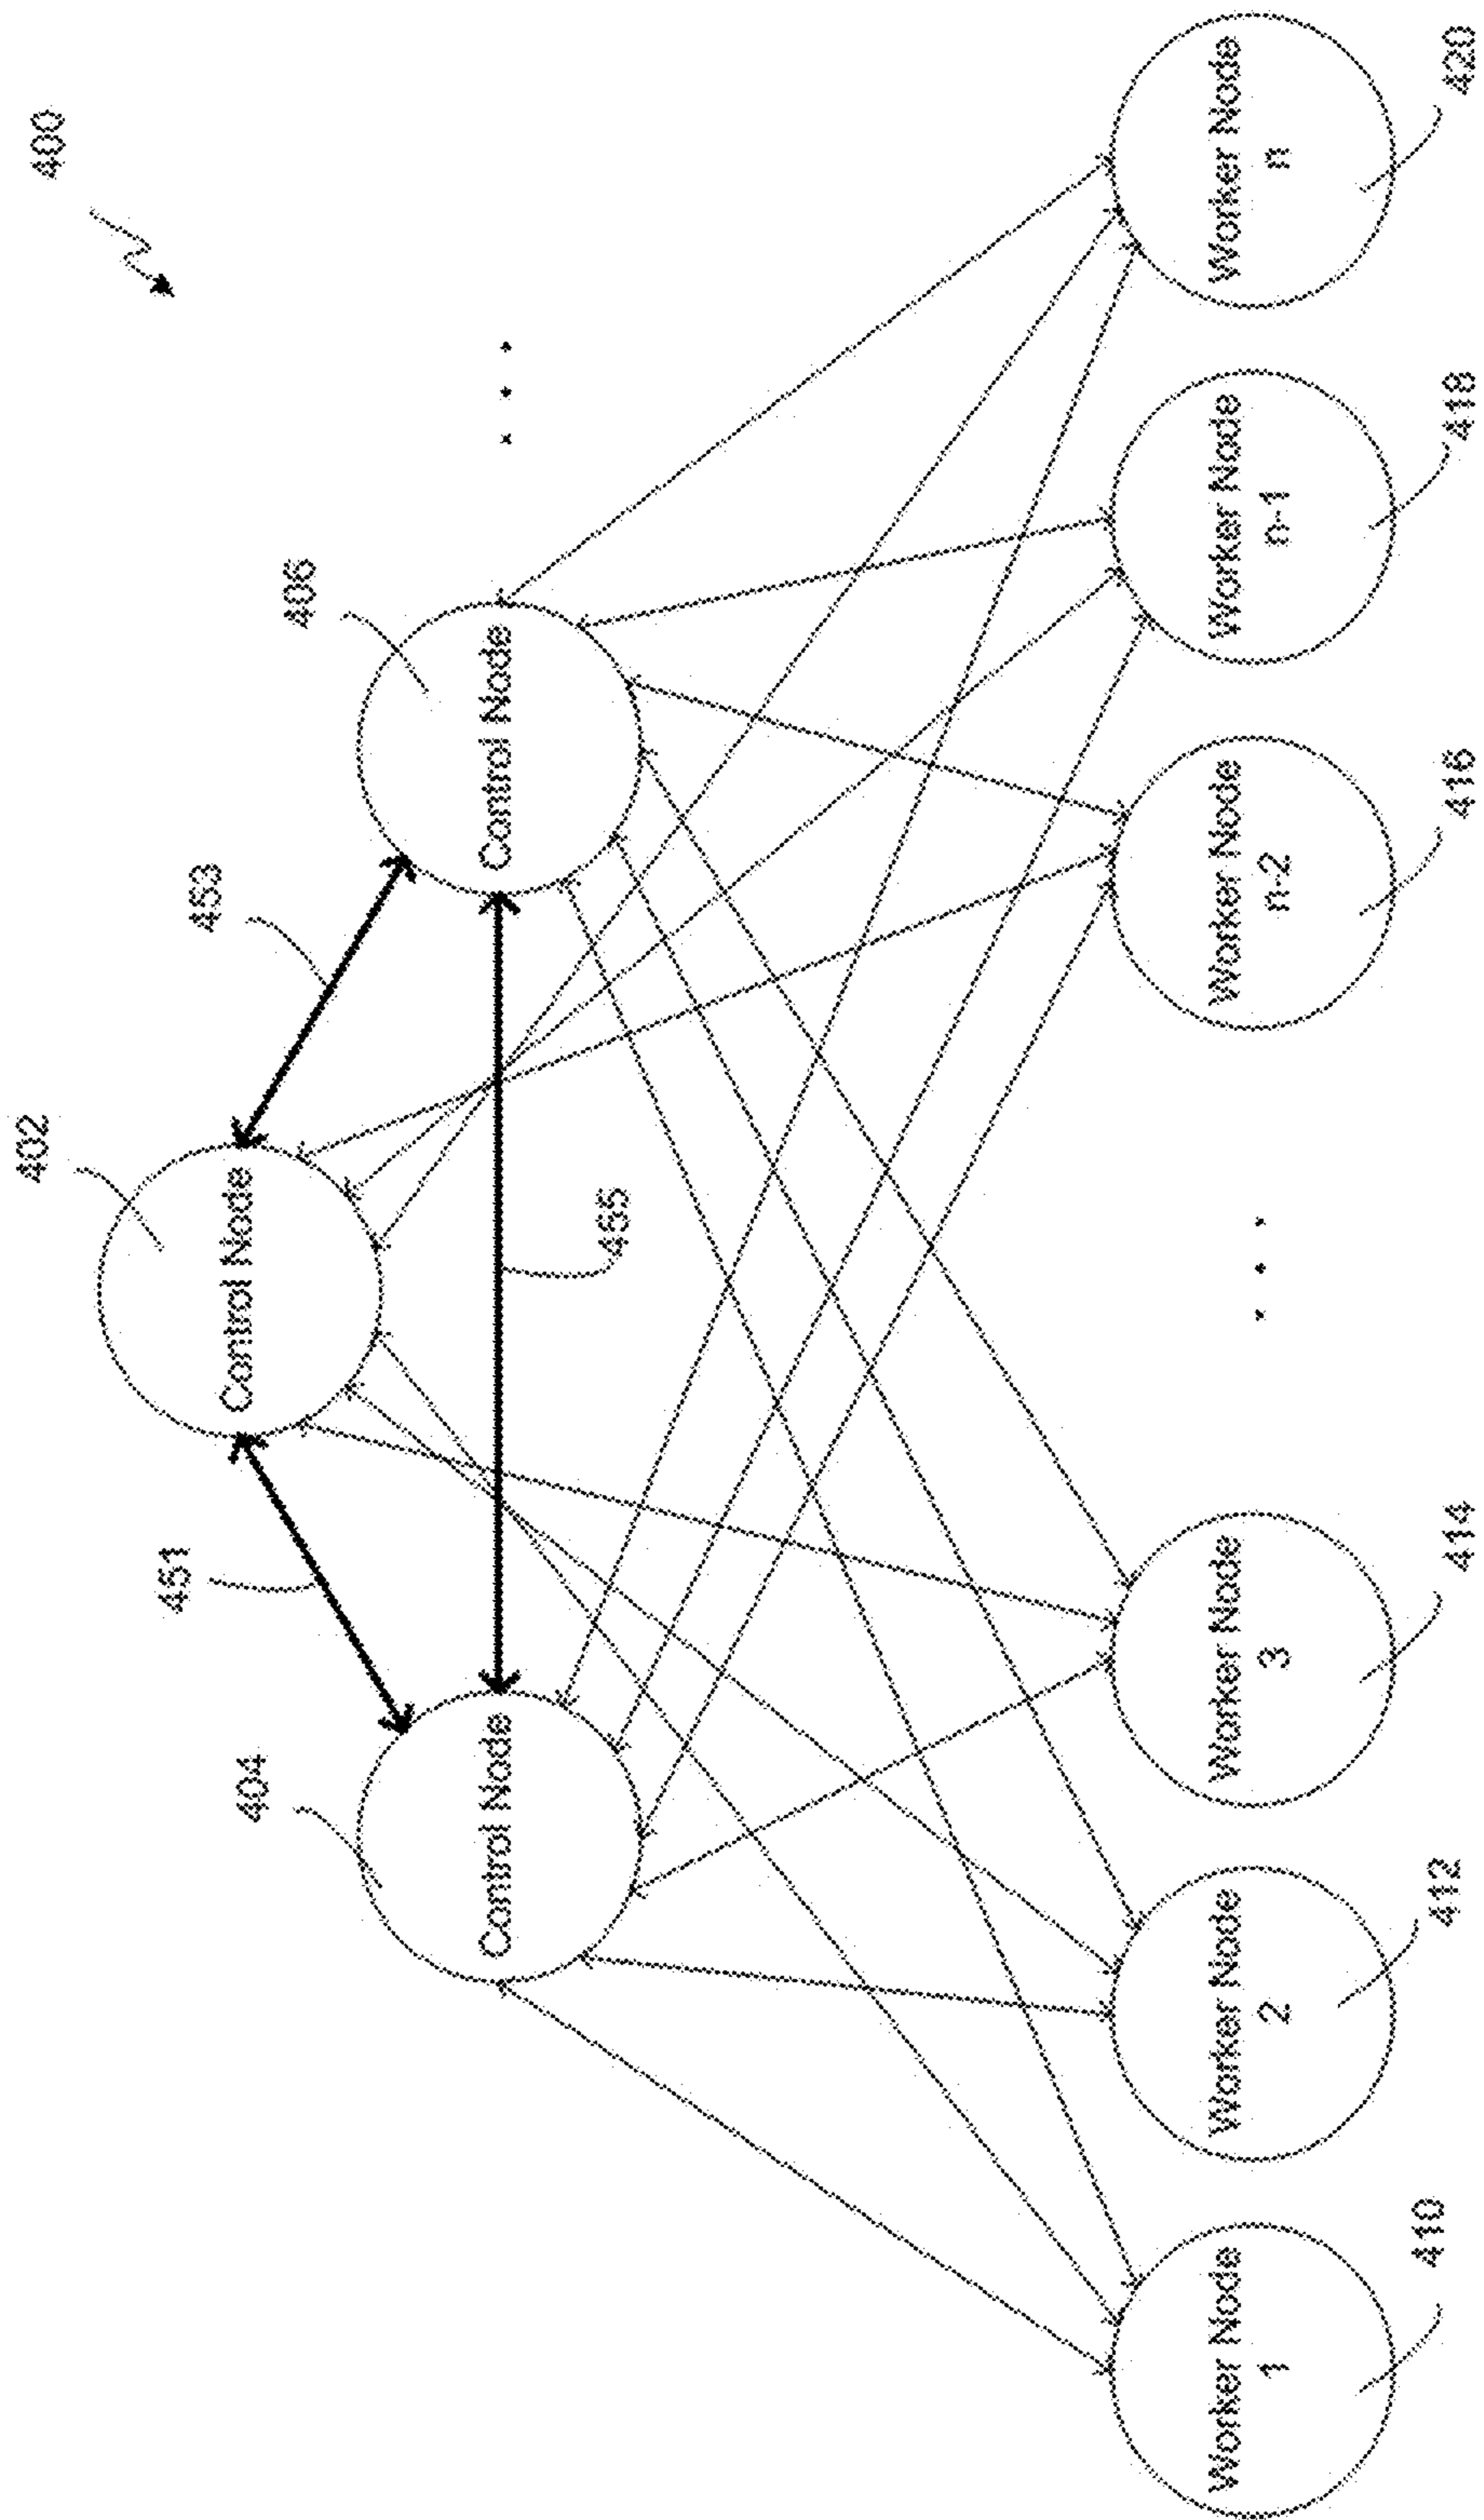 400
402
Control Node
451
453
404
Control Node
406
Control Node
455
Worker Node
1
Worker Node
2
Worker Node
3
Worker Node
n-2
Worker Node
n-1
Worker Node
n
410
412
414
416
418
420